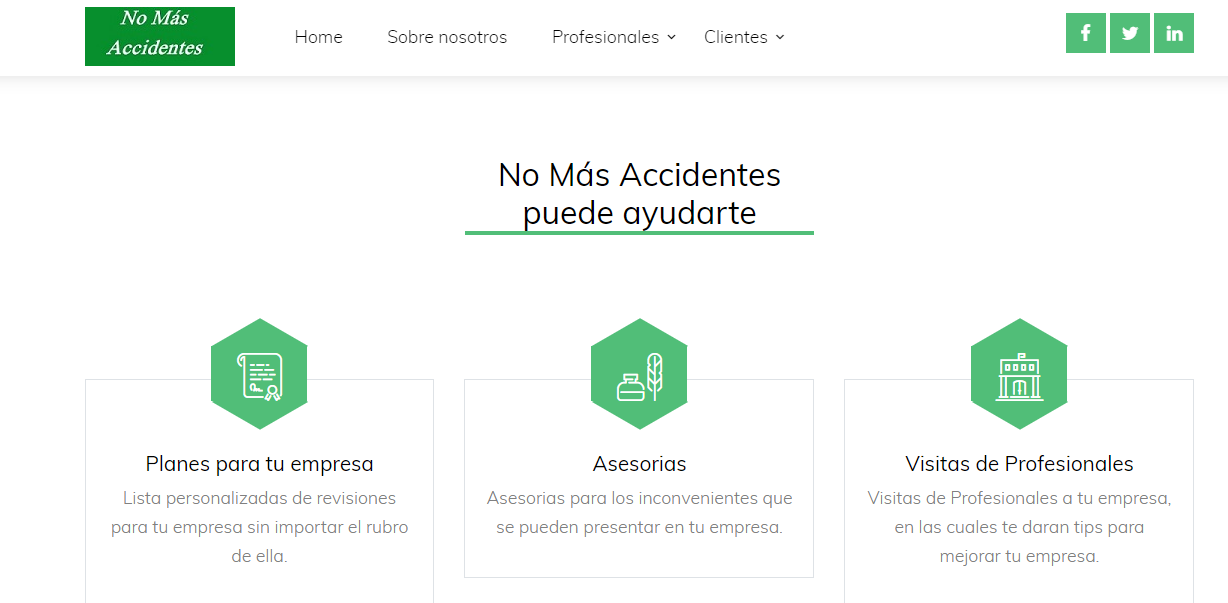 No Más
Accidentes
Home
Sobre nosotros
Profesionales
Clientes
No Más Accidentes
puede ayudarte
Planes para tu empresa
Lista personalizadas de revisiones
para tu empresa sin importar el rubro
de ella.
Asesorias
Asesorias para los inconvenientes que
se pueden presentar en tu empresa.
Visitas de Profesionales
Visitas de Profesionales a tu empresa,
en las cuales te daran tips para
mejorar tu empresa.